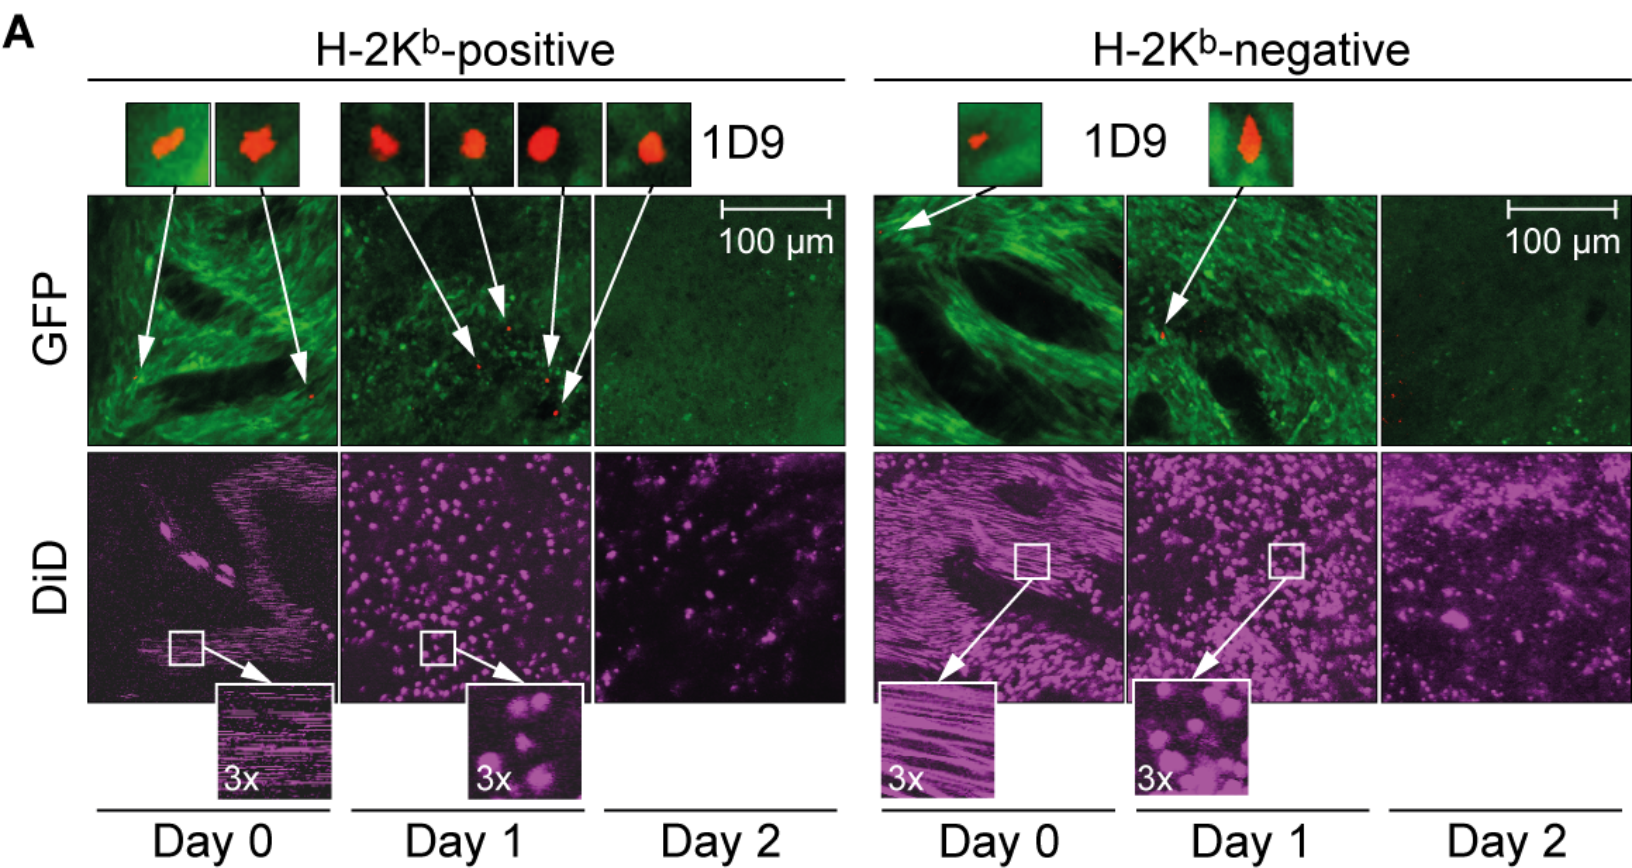 A
H-2Kᵇ-positive
H-2Kᵇ-negative
1D9
1D9
GFP
100 µm
100 µm
DiD
3x
3x
3x
3x
Day 0
Day 1
Day 2
Day 0
Day 1
Day 2